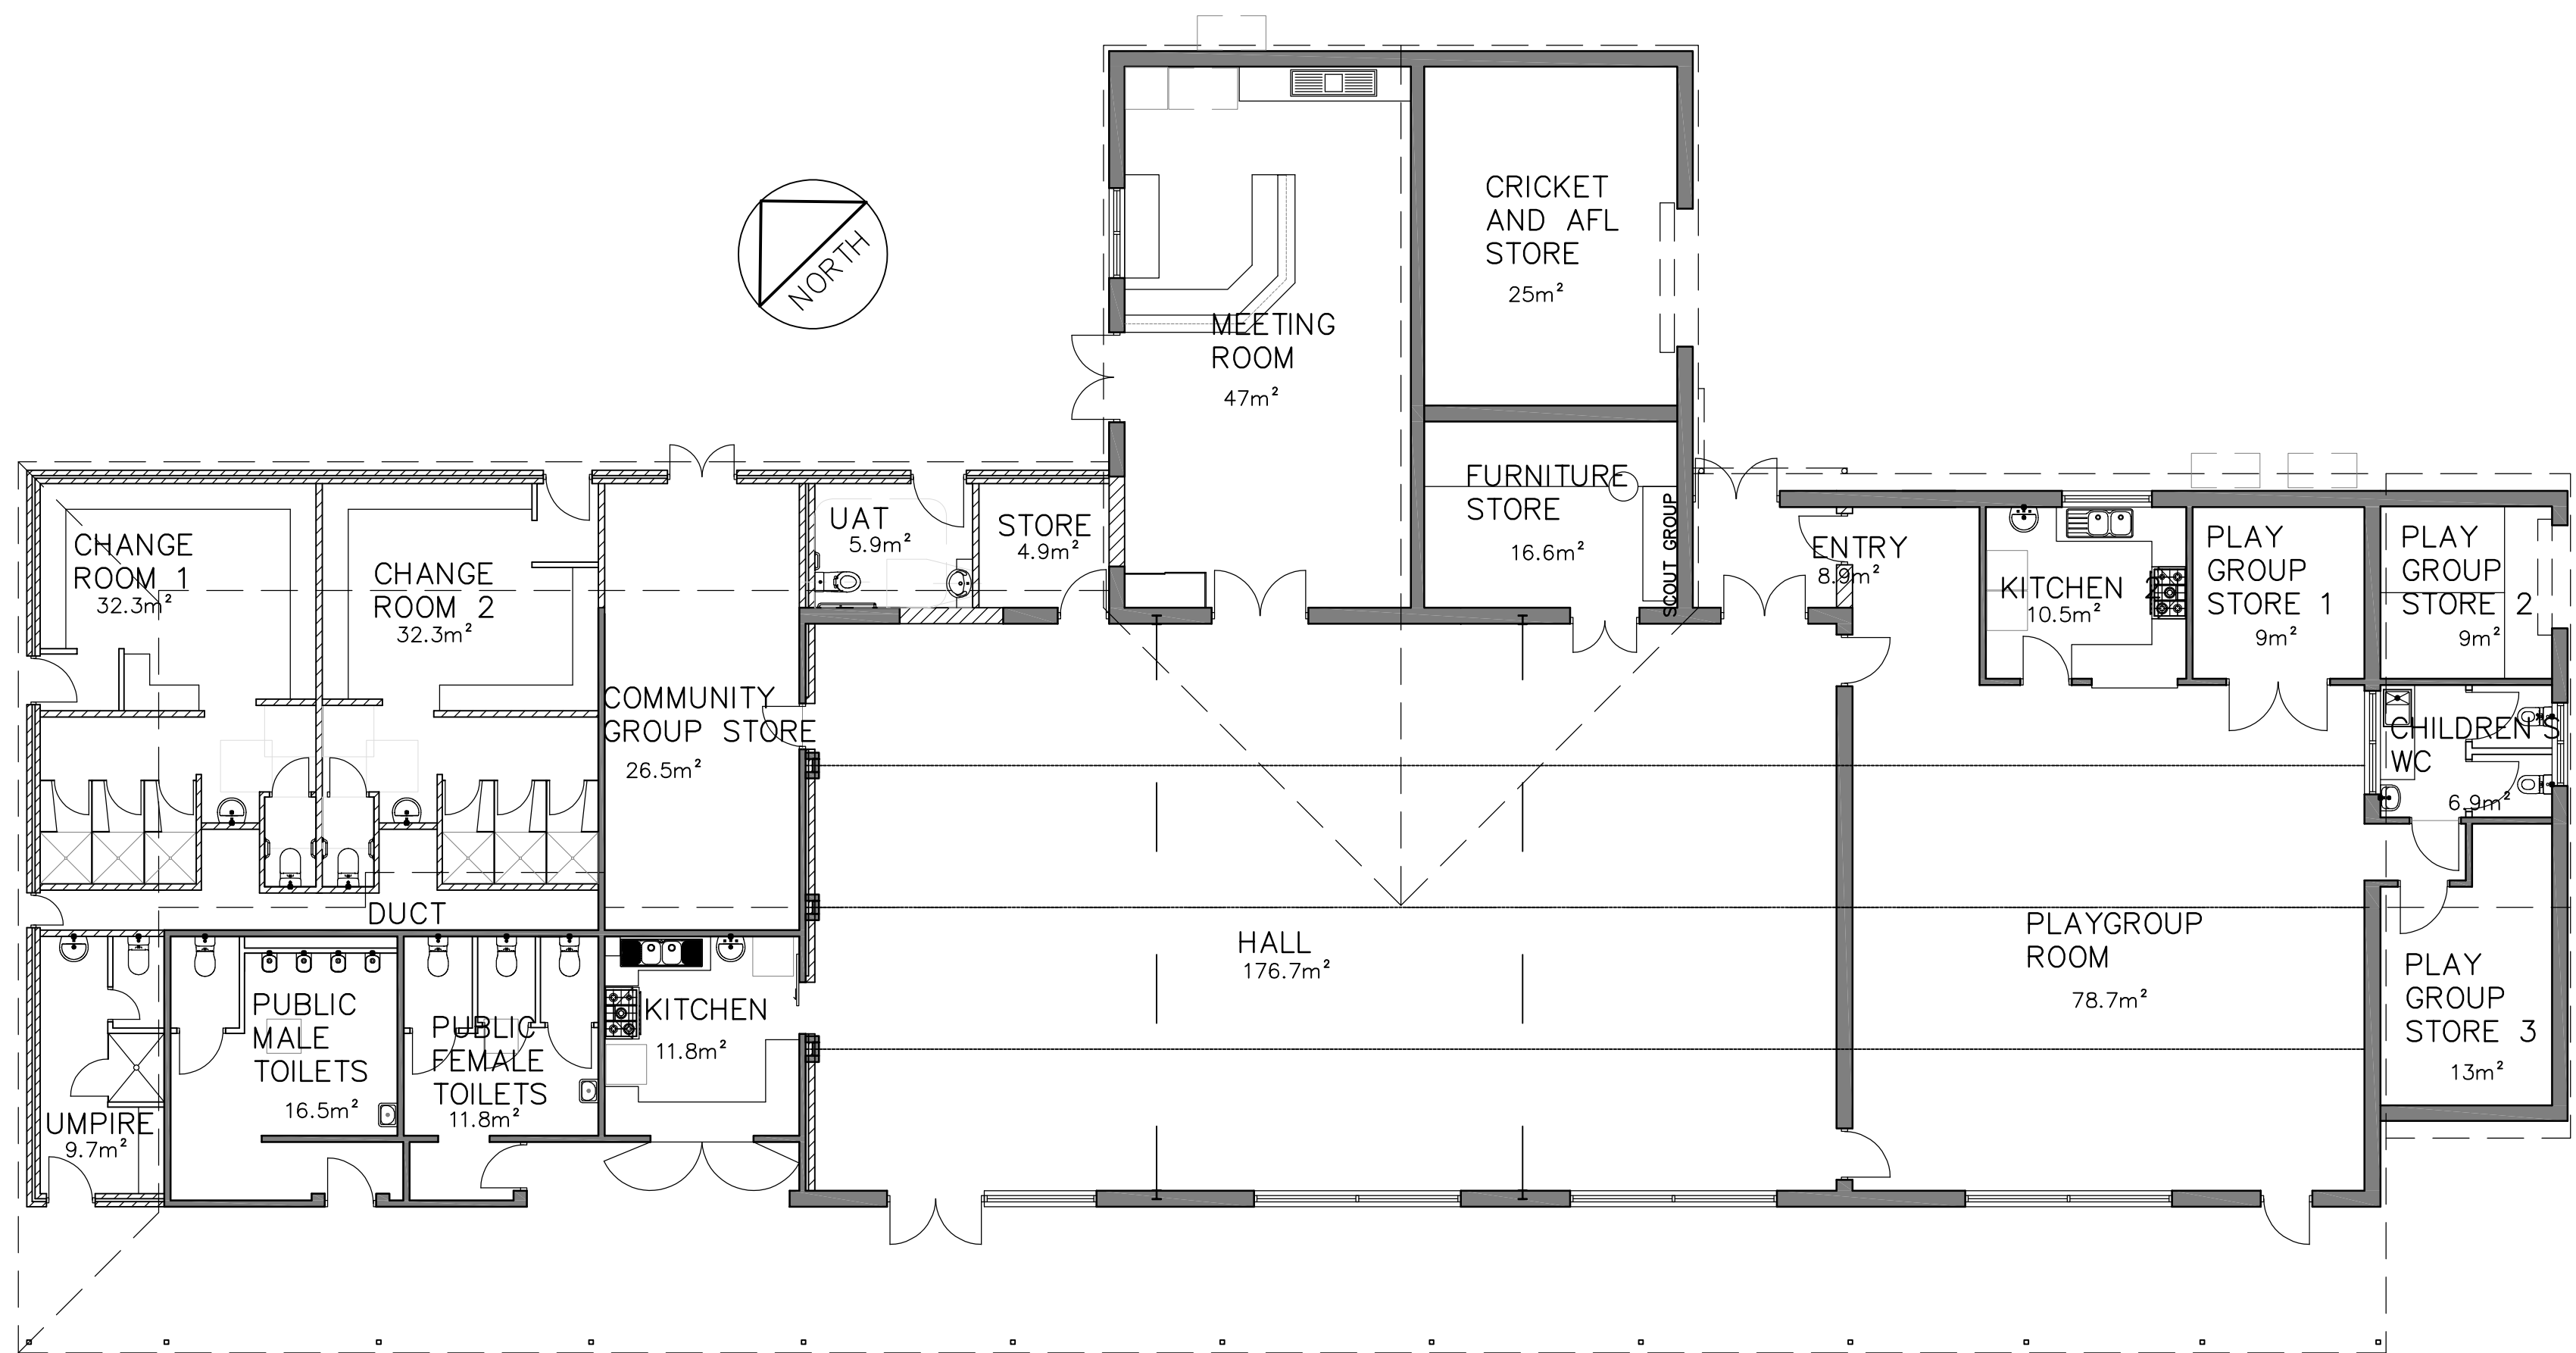 NORTH
CRICKET
AND AFL
STORE
25m²
MEETING
ROOM
47m²
FURNITURE
STORE
16.6m²
SCOUT GROUP
CHANGE
ROOM 1
32.3m²
CHANGE
ROOM 2
32.3m²
UAT
5.9m²
STORE
4.9m²
ENTRY
8.9m²
KITCHEN 2
10.5m²
PLAY
GROUP
STORE 1
9m²
PLAY
GROUP
STORE 2
9m²
COMMUNITY
GROUP STORE
26.5m²
CHILDREN'S
WC
6.9m²
DUCT
HALL
176.7m²
PLAYGROUP
ROOM
78.7m²
PLAY
GROUP
STORE 3
13m²
UMPIRE
9.7m²
PUBLIC
MALE
TOILETS
16.5m²
PUBLIC
FEMALE
TOILETS
11.8m²
KITCHEN
11.8m²